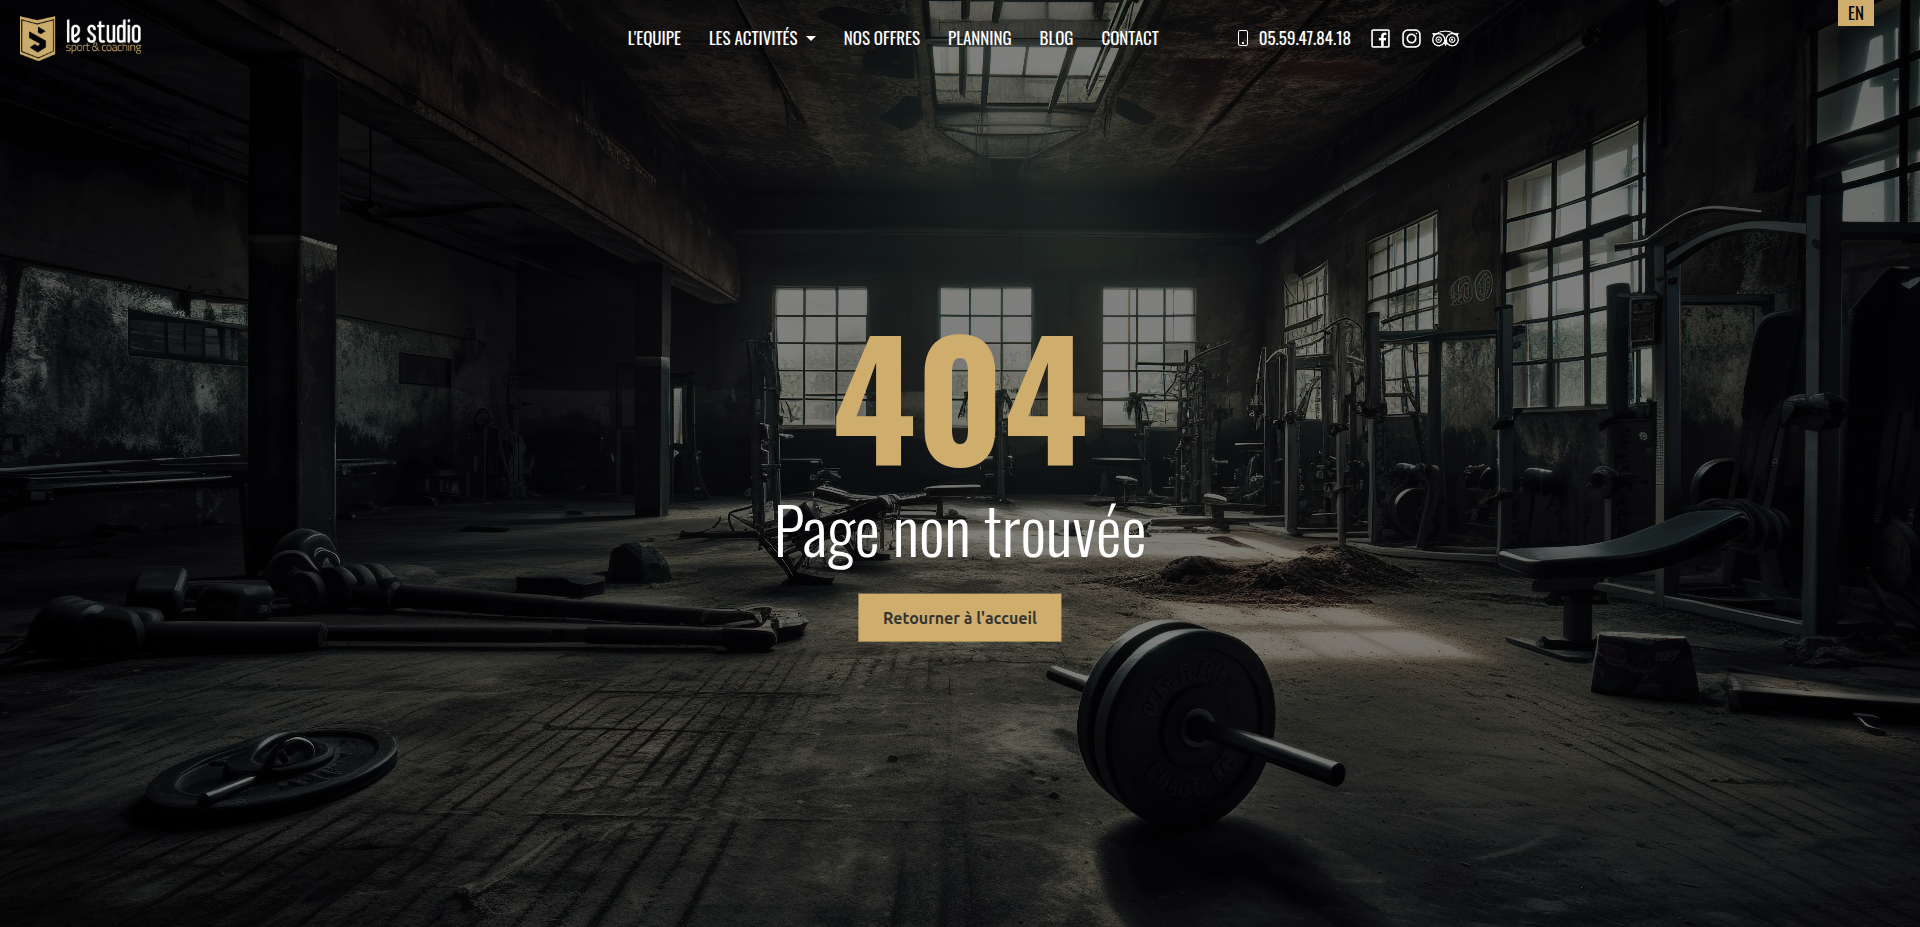 le studio
sport & coaching
L'EQUIPE
LES ACTIVITÉS
NOS OFFRES
PLANNING
BLOG
CONTACT
05.59.47.84.18
EN
404
Page non trouvée
Retourner à l'accueil